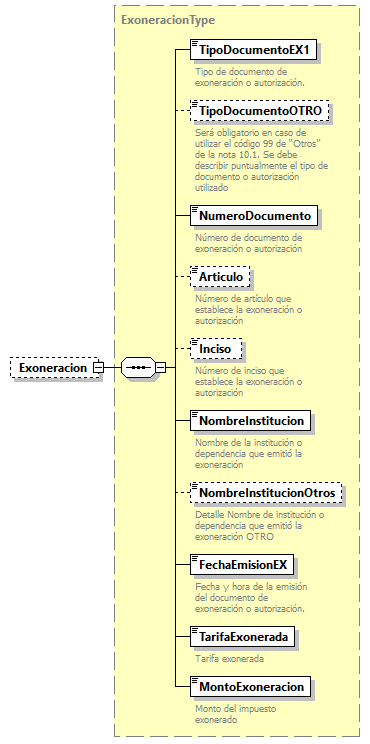 ExoneracionType
TipoDocumentoEX1
Tipo de documento de
exoneración o autorización.
TipoDocumentoOTRO
Será obligatorio en caso de
utilizar el código 99 de “Otros”
de la nota 10.1. Se debe
describir puntualmente el tipo de
documento o autorización
utilizado
NumeroDocumento
Número de documento de
exoneración o autorización
Articulo
Número de artículo que
establece la exoneración o
autorización
Inciso
Número de inciso que
establece la exoneración o
autorización
Exoneracion
NombreInstitucion
Nombre de la institución o
dependencia que emitió la
exoneración
NombreInstitucionOtros
Detalle Nombre de institución o
dependencia que emitió la
exoneración OTRO
FechaEmisionEX
Fecha y hora de la emisión
del documento de
exoneración o autorización.
TarifaExonerada
Tarifa exonerada
MontoExoneracion
Monto del impuesto
exonerado